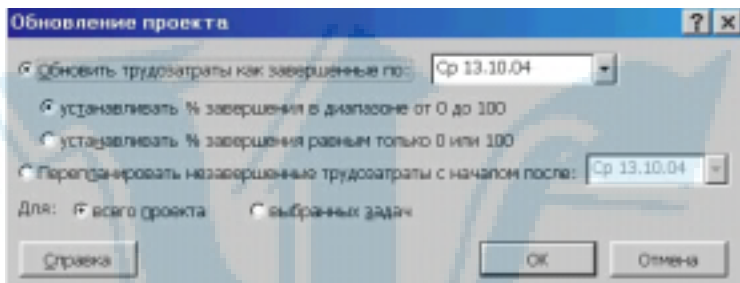 Обновление проекта
Обновить трудозатраты как завершенные по: Ср 13.10.04
устанавливать % завершения в диапазоне от 0 до 100
устанавливать % завершения равным только 0 или 100
Перепланировать незавершенные трудозатраты с началом после: Ср 13.10.04
Для: всего проекта выбранных задач
Справка ОК Отмена